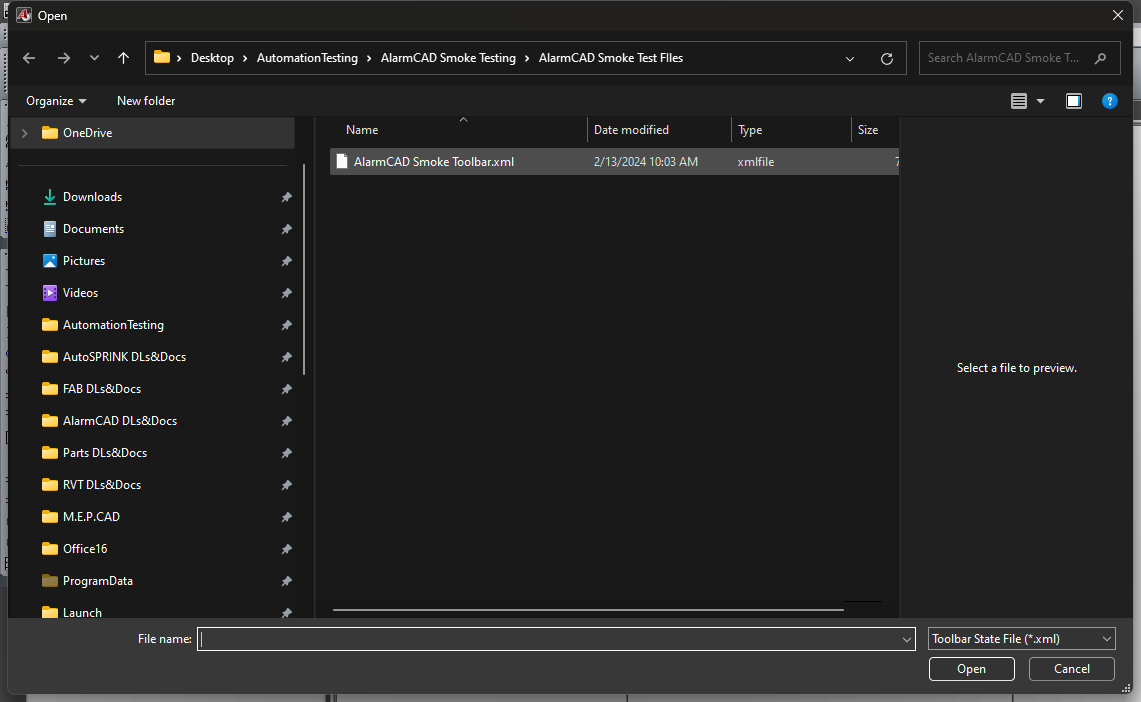 Open
Desktop > AutomationTesting > AlarmCAD Smoke Testing > AlarmCAD Smoke Test FIles
Search AlarmCAD Smoke T...
Organize New folder ?
OneDrive
Name Date modified Type Size
AlarmCAD Smoke Toolbar.xml 2/13/2024 10:03 AM xmlfile 7
Downloads
Documents
Pictures
Videos
AutomationTesting
AutoSPRINK DLs&Docs
Select a file to preview.
FAB DLs&Docs
AlarmCAD DLs&Docs
Parts DLs&Docs
RVT DLs&Docs
M.E.P.CAD
Office16
ProgramData
Launch
File name: Toolbar State File (*.xml)
Open Cancel